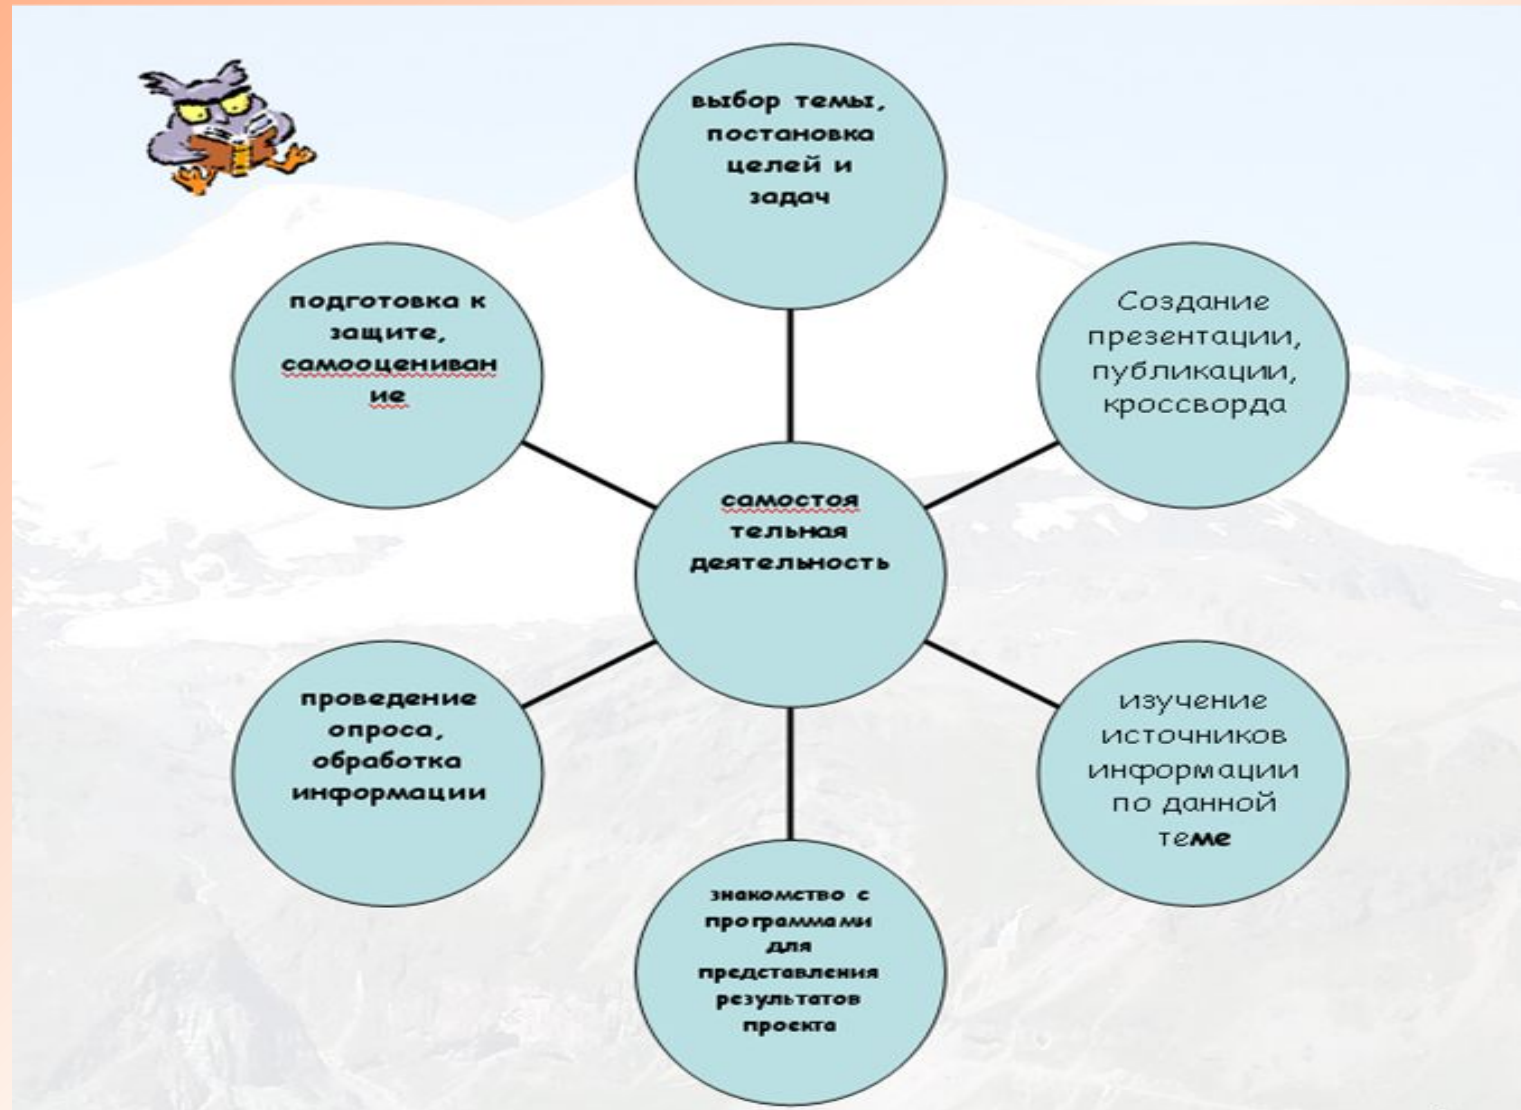 выбор темы,
постановка
целей и
задач
подготовка к
защите,
самооцениван
ие
Создание
презентации,
публикации,
кроссворда
самостоя
тельная
деятельность
проведение
опроса,
обработка
информации
изучение
источников
информации
по данной
теме
знакомство с
программами
для
представления
результатов
проекта